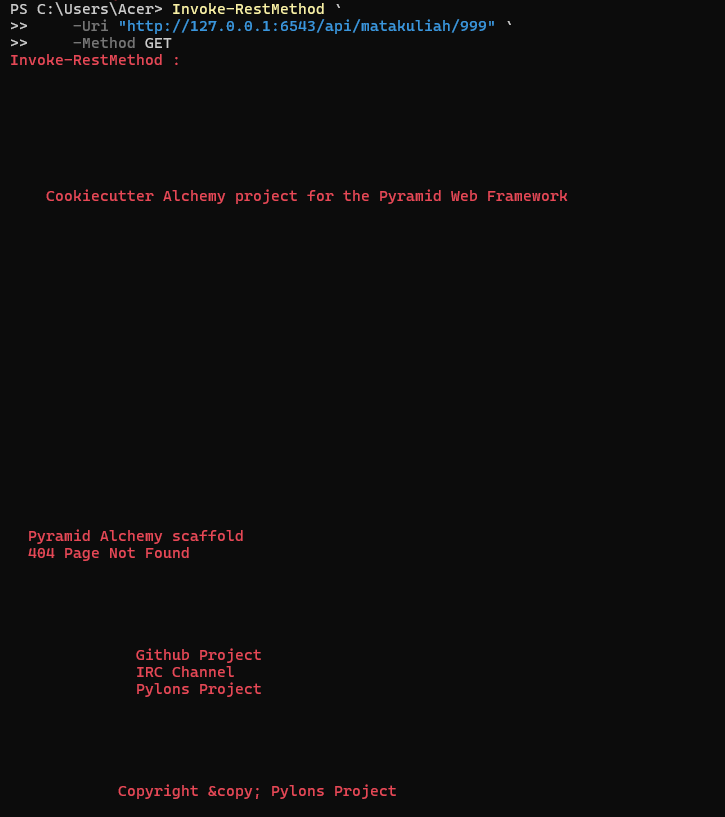 PS C:\Users\Acer> Invoke-RestMethod `
>>     -Uri "http://127.0.0.1:6543/api/matakuliah/999" `
>>     -Method GET
Invoke-RestMethod :
Cookiecutter Alchemy project for the Pyramid Web Framework
Pyramid Alchemy scaffold
404 Page Not Found
Github Project
IRC Channel
Pylons Project
Copyright &copy; Pylons Project